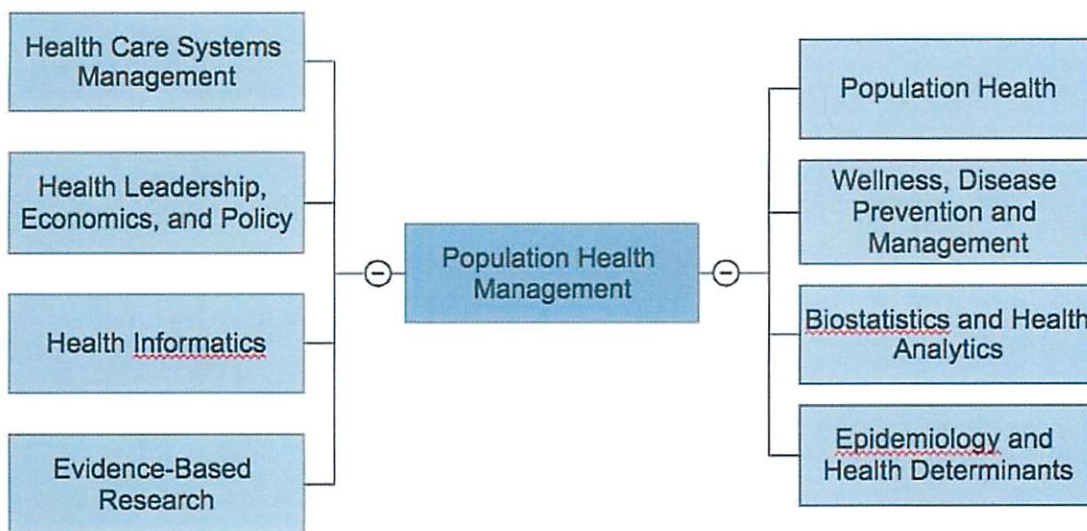 Health Care Systems
Management
Health Leadership,
Economics, and Policy
Health Informatics
Evidence-Based
Research
Population Health
Management
Population Health
Wellness, Disease
Prevention and
Management
Biostatistics and Health
Analytics
Epidemiology and
Health Determinants